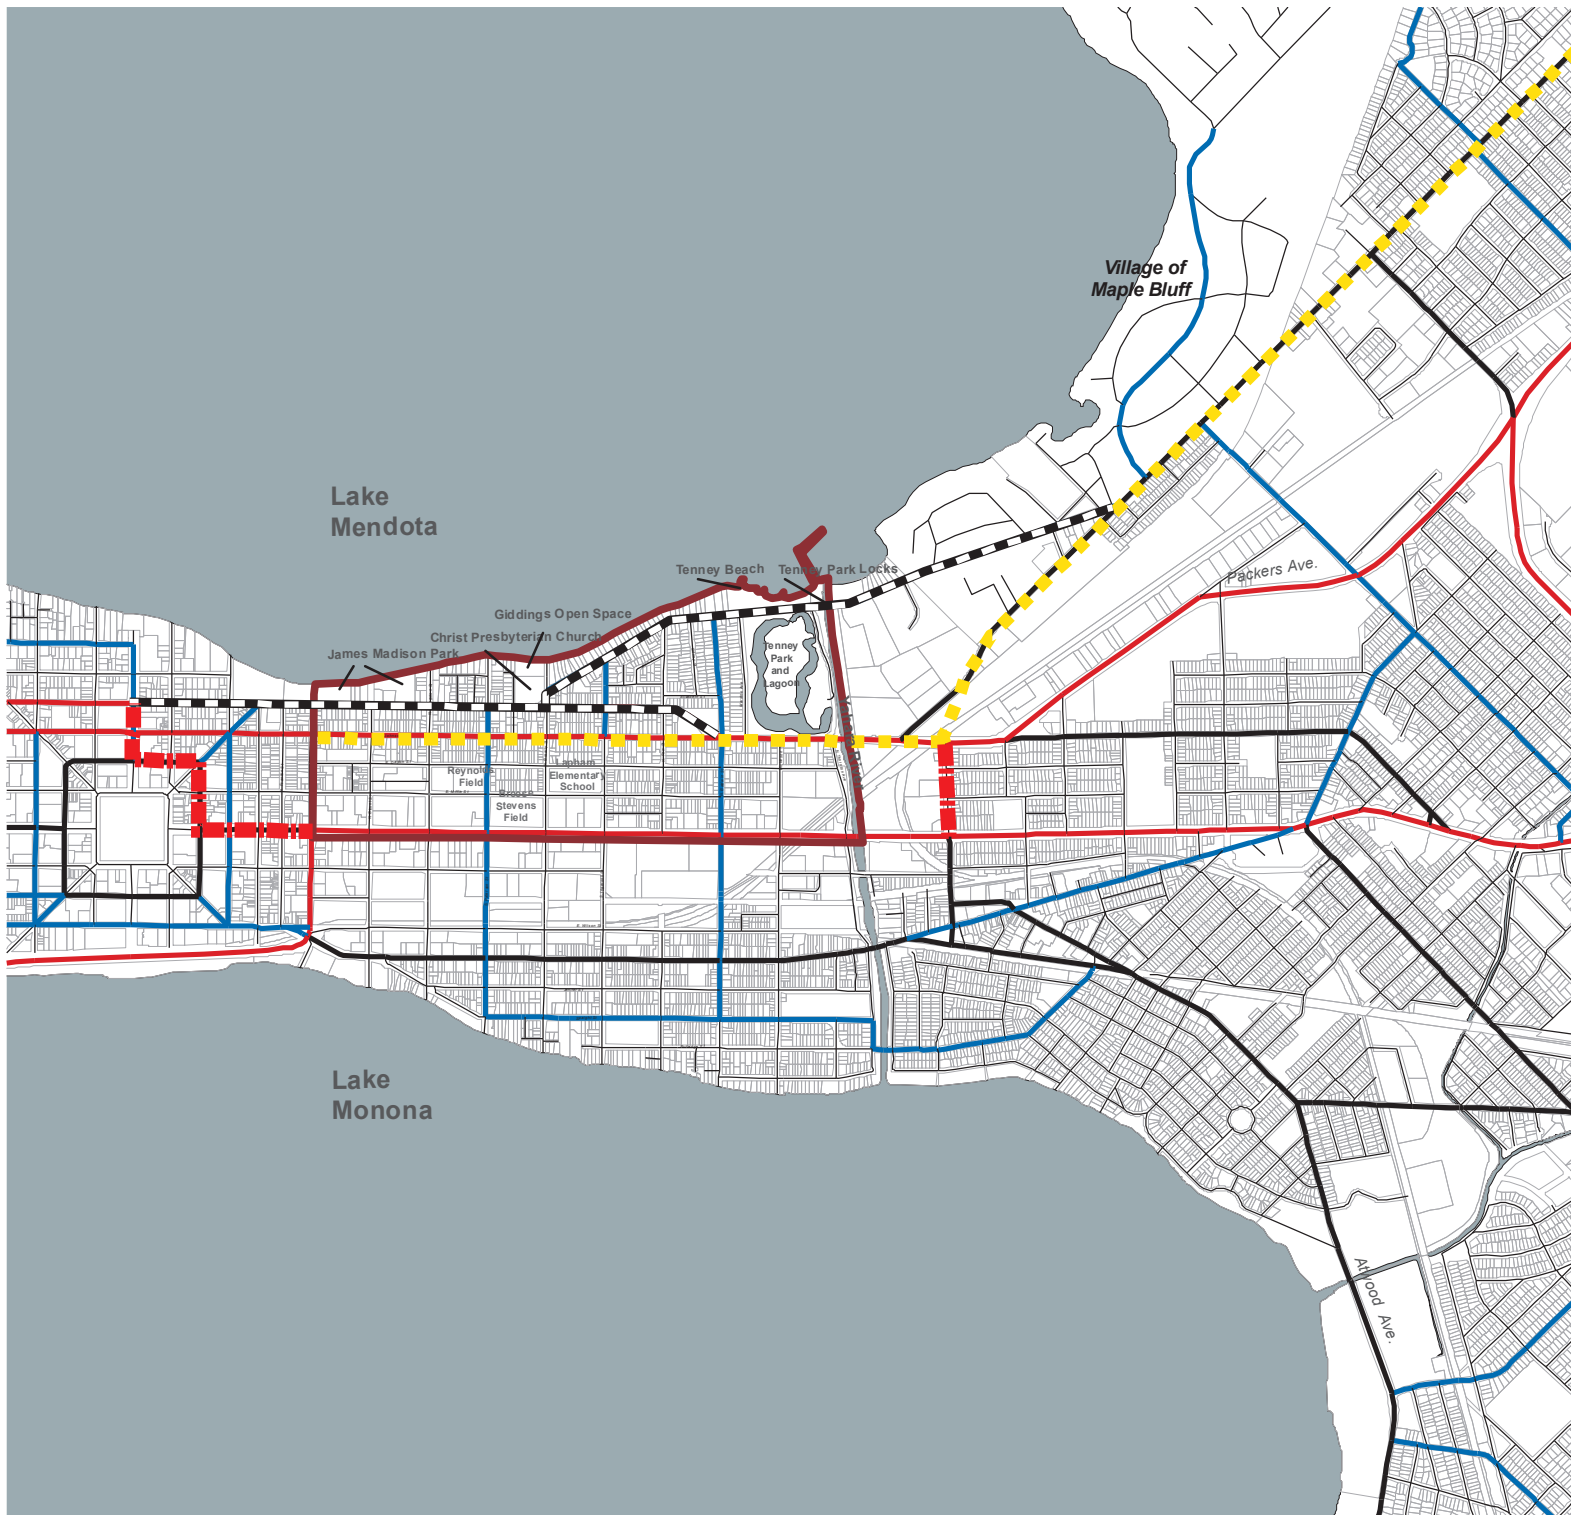 Village of
Maple Bluff
Lake
Mendota
Packers Ave.
Tenney Beach
Tenney Park Locks
Giddings Open Space
Christ Presbyterian Church
James Madison Park
Tenney
Park
and
Lagoon
Reynolds
Field
Lapham
Elementary
School
Breese
Stevens
Field
Lake
Monona
Atwood Ave.